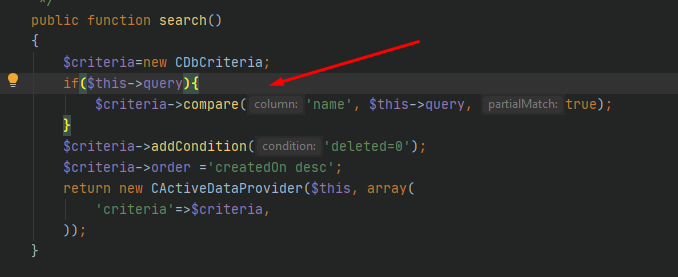 */
public function search()
{
$criteria=new CDbCriteria;
if($this->query){
$criteria->compare( column: 'name', $this->query, partialMatch: true);
}
$criteria->addCondition( condition: 'deleted=0');
$criteria->order ='createdOn desc';
return new CActiveDataProvider($this, array(
'criteria'=>$criteria,
));
}